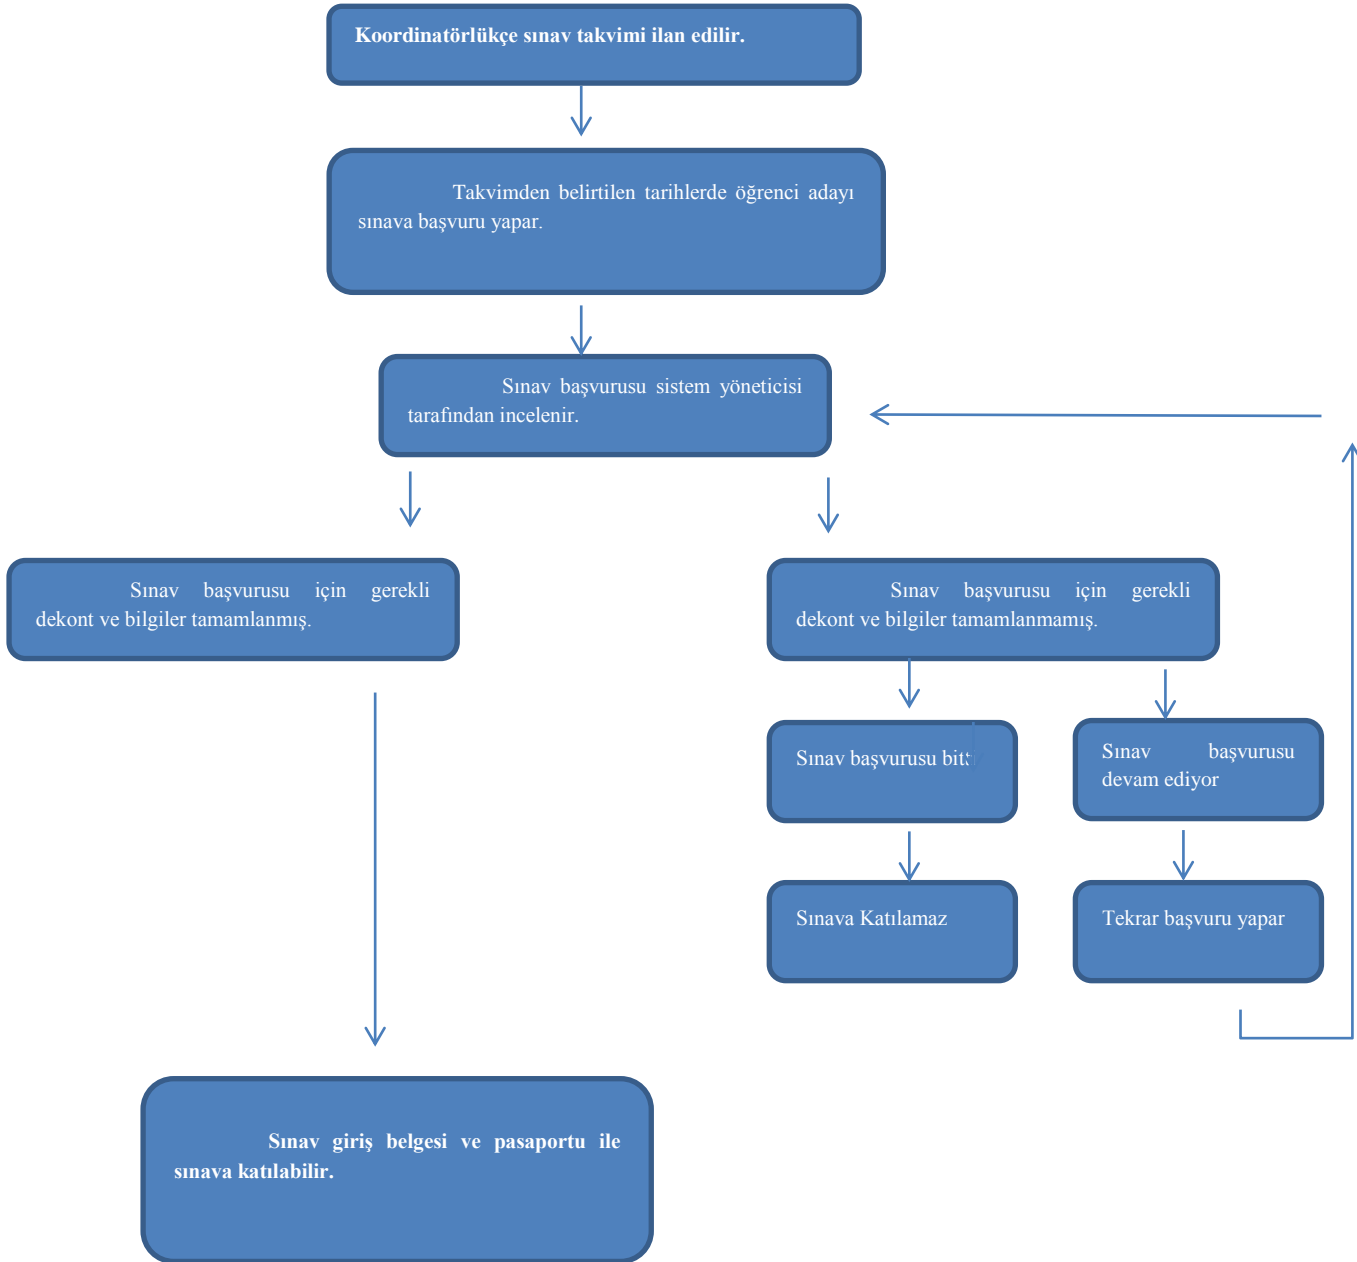 Koordinatörlükçe sınav takvimi ilan edilir.
Takvimden belirtilen tarihlerde öğrenci adayı
sınava başvuru yapar.
Sınav başvurusu sistem yöneticisi
tarafından incelenir.
Sınav başvurusu için gerekli
dekont ve bilgiler tamamlanmış.
Sınav başvurusu için gerekli
dekont ve bilgiler tamamlanmamış.
Sınav başvurusu
Sınav başvurusu
devam ediyor
Sınava Katılamaz
Tekrar başvuru yapar
Sınav giriş belgesi ve pasaportu ile
sınava katılabilir.